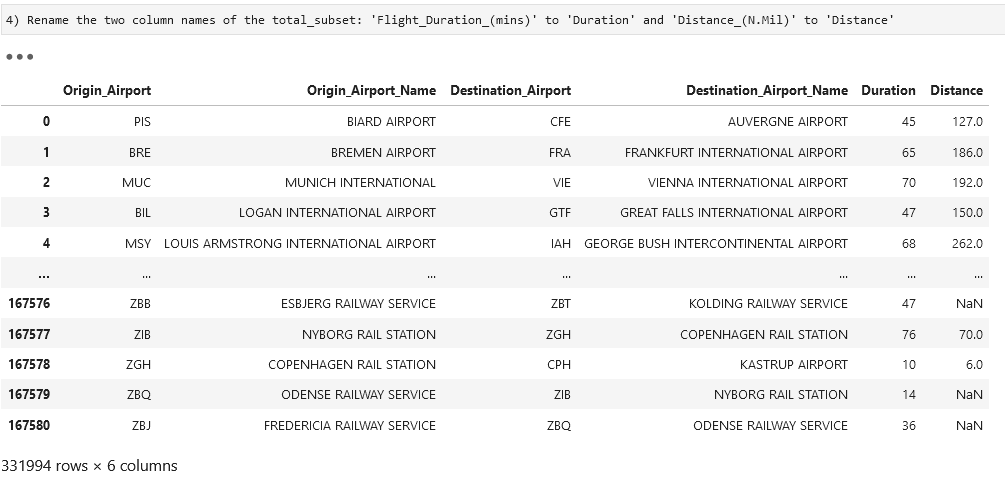 4) Rename the two column names of the total_subset: 'Flight_Duration_(mins)' to 'Duration' and 'Distance_(N.Mil)' to 'Distance'
•••
Origin_Airport Origin_Airport_Name Destination_Airport Destination_Airport_Name Duration Distance
0 PIS BIARD AIRPORT CFE AUVERGNE AIRPORT 45 127.0
1 BRE BREMEN AIRPORT FRA FRANKFURT INTERNATIONAL AIRPORT 65 186.0
2 MUC MUNICH INTERNATIONAL VIE VIENNA INTERNATIONAL AIRPORT 70 192.0
3 BIL LOGAN INTERNATIONAL AIRPORT GTF GREAT FALLS INTERNATIONAL AIRPORT 47 150.0
4 MSY LOUIS ARMSTRONG INTERNATIONAL AIRPORT IAH GEORGE BUSH INTERCONTINENTAL AIRPORT 68 262.0
... ... ... ... ... ... ...
167576 ZBB ESBJERG RAILWAY SERVICE ZBT KOLDING RAILWAY SERVICE 47 NaN
167577 ZIB NYBORG RAIL STATION ZGH COPENHAGEN RAIL STATION 76 70.0
167578 ZGH COPENHAGEN RAIL STATION CPH KASTRUP AIRPORT 10 6.0
167579 ZBQ ODENSE RAILWAY SERVICE ZIB NYBORG RAIL STATION 14 NaN
167580 ZBJ FREDERICIA RAILWAY SERVICE ZBQ ODENSE RAILWAY SERVICE 36 NaN
331994 rows × 6 columns